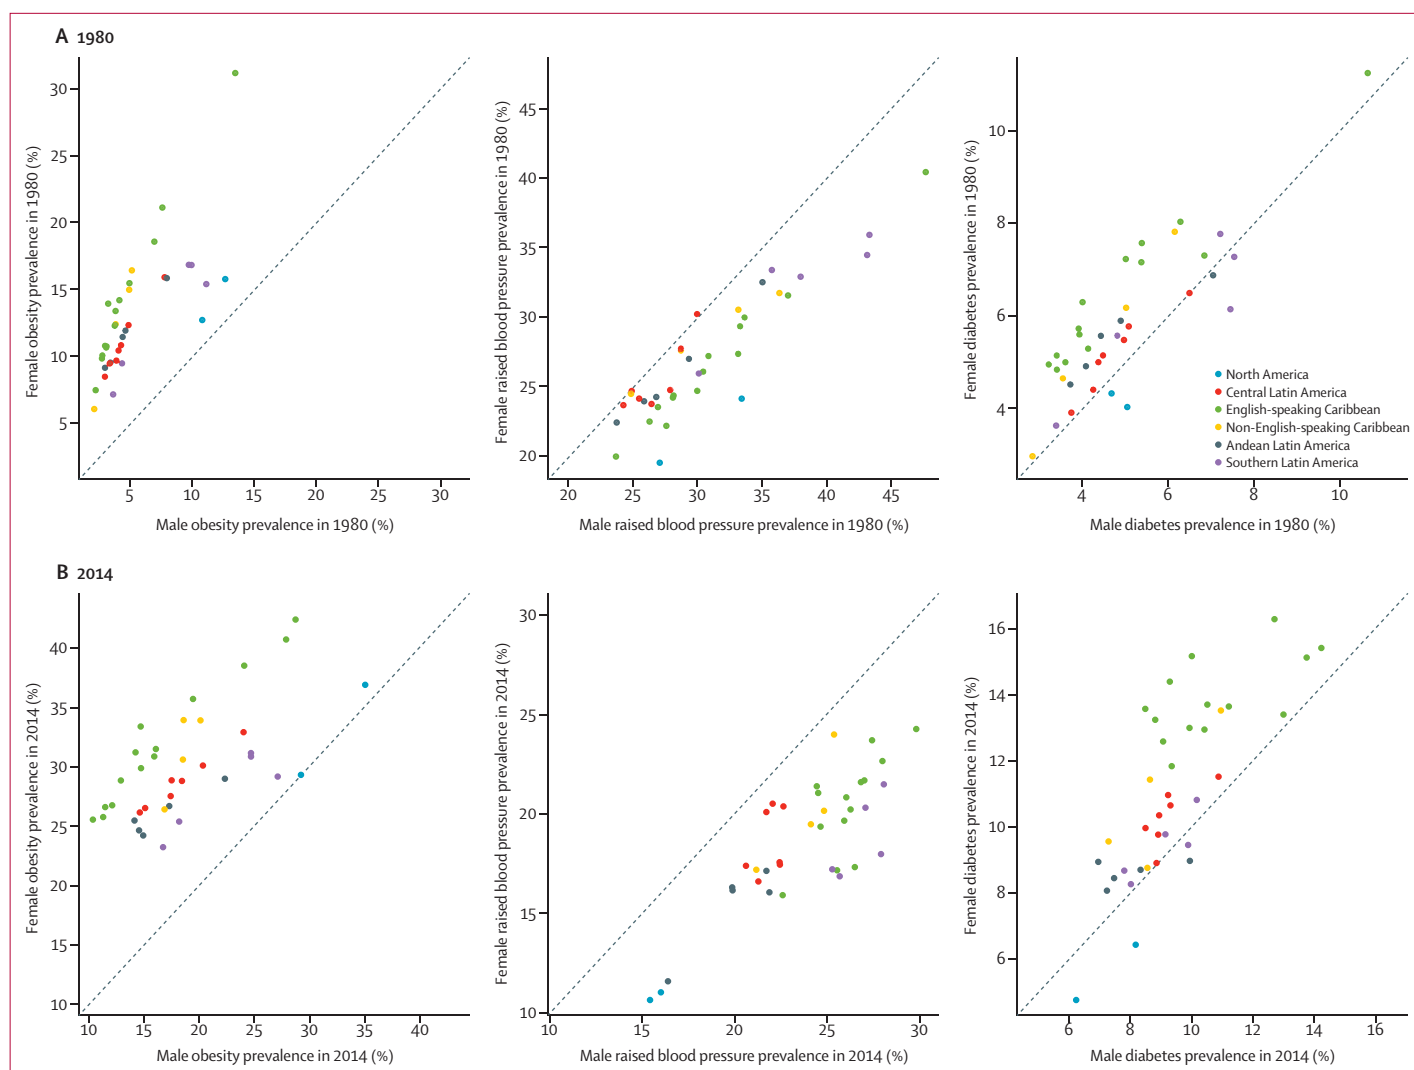 A 1980
Female obesity prevalence in 1980 (%)
30
25
20
15
10
5
5 10 15 20 25 30
Male obesity prevalence in 1980 (%)
Female raised blood pressure prevalence in 1980 (%)
45
40
35
30
25
20
20 25 30 35 40 45
Male raised blood pressure prevalence in 1980 (%)
Female diabetes prevalence in 1980 (%)
10
8
6
4
North America
Central Latin America
English-speaking Caribbean
Non-English-speaking Caribbean
Andean Latin America
Southern Latin America
4 6 8 10
Male diabetes prevalence in 1980 (%)
B 2014
Female obesity prevalence in 2014 (%)
40
35
30
25
20
15
10
10 15 20 25 30 35 40
Male obesity prevalence in 2014 (%)
Female raised blood pressure prevalence in 2014 (%)
30
25
20
15
10
10 15 20 25 30
Male raised blood pressure prevalence in 2014 (%)
Female diabetes prevalence in 2014 (%)
16
14
12
10
8
6
6 8 10 12 14 16
Male diabetes prevalence in 2014 (%)